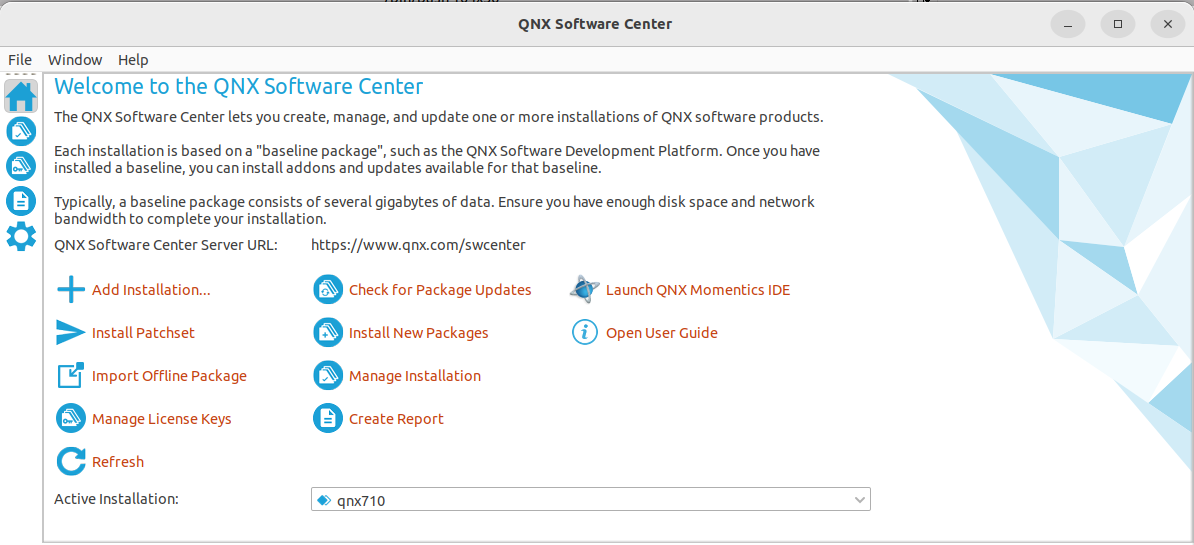 QNX Software Center
File Window Help
Welcome to the QNX Software Center
The QNX Software Center lets you create, manage, and update one or more installations of QNX software products.
Each installation is based on a "baseline package", such as the QNX Software Development Platform. Once you have
installed a baseline, you can install addons and updates available for that baseline.
Typically, a baseline package consists of several gigabytes of data. Ensure you have enough disk space and network
bandwidth to complete your installation.
QNX Software Center Server URL: https://www.qnx.com/swcenter
Add Installation... Check for Package Updates Launch QNX Momentics IDE
Install Patchset Install New Packages Open User Guide
Import Offline Package Manage Installation
Manage License Keys Create Report
Refresh
Active Installation: qnx710